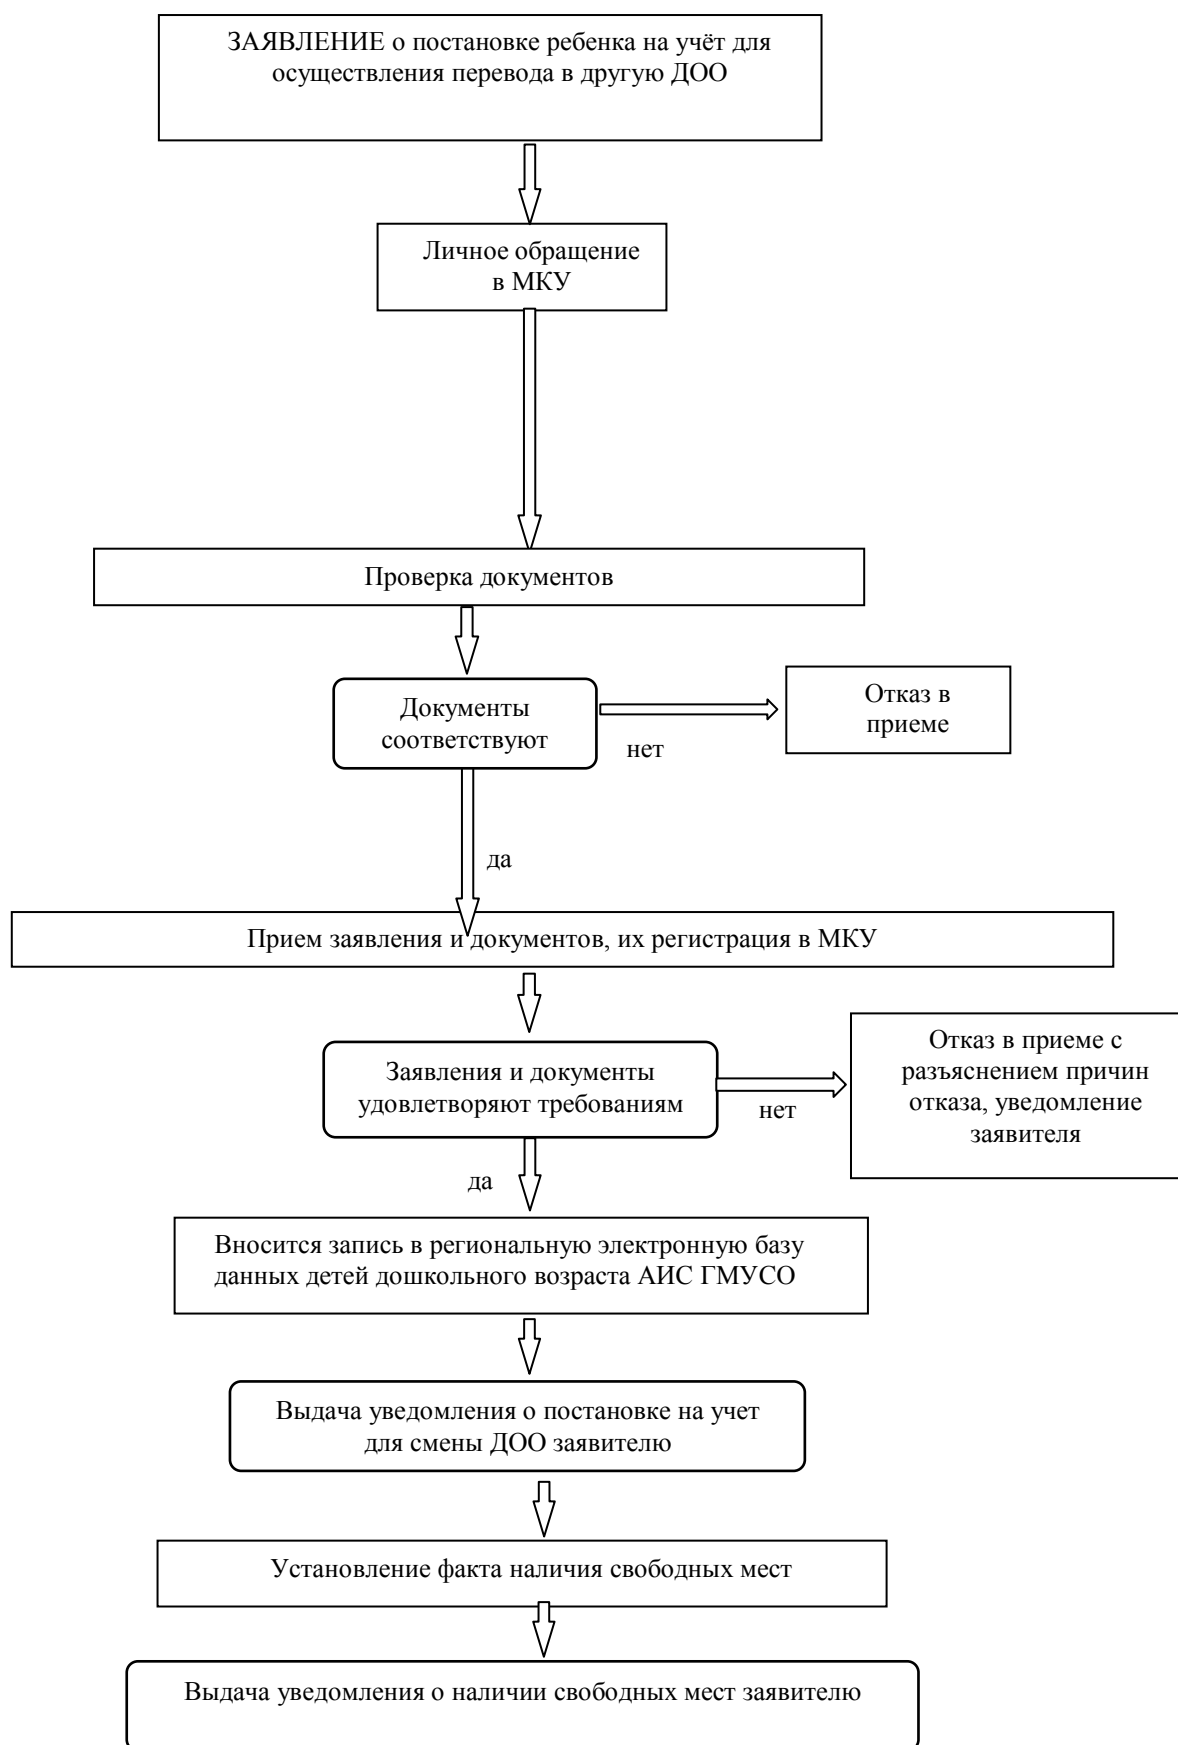 ЗАЯВЛЕНИЕ о постановке ребенка на учёт для
осуществления перевода в другую ДОО
Личное обращение
в МКУ
Проверка документов
Документы
соответствуют
нет
Отказ в
приеме
да
Прием заявления и документов, их регистрация в МКУ
Заявления и документы
удовлетворяют требованиям
нет
Отказ в приеме с
разъяснением причин
отказа, уведомление
заявителя
да
Вносится запись в региональную электронную базу
данных детей дошкольного возраста АИС ГМУСО
Выдача уведомления о постановке на учет
для смены ДОО заявителю
Установление факта наличия свободных мест
Выдача уведомления о наличии свободных мест заявителю